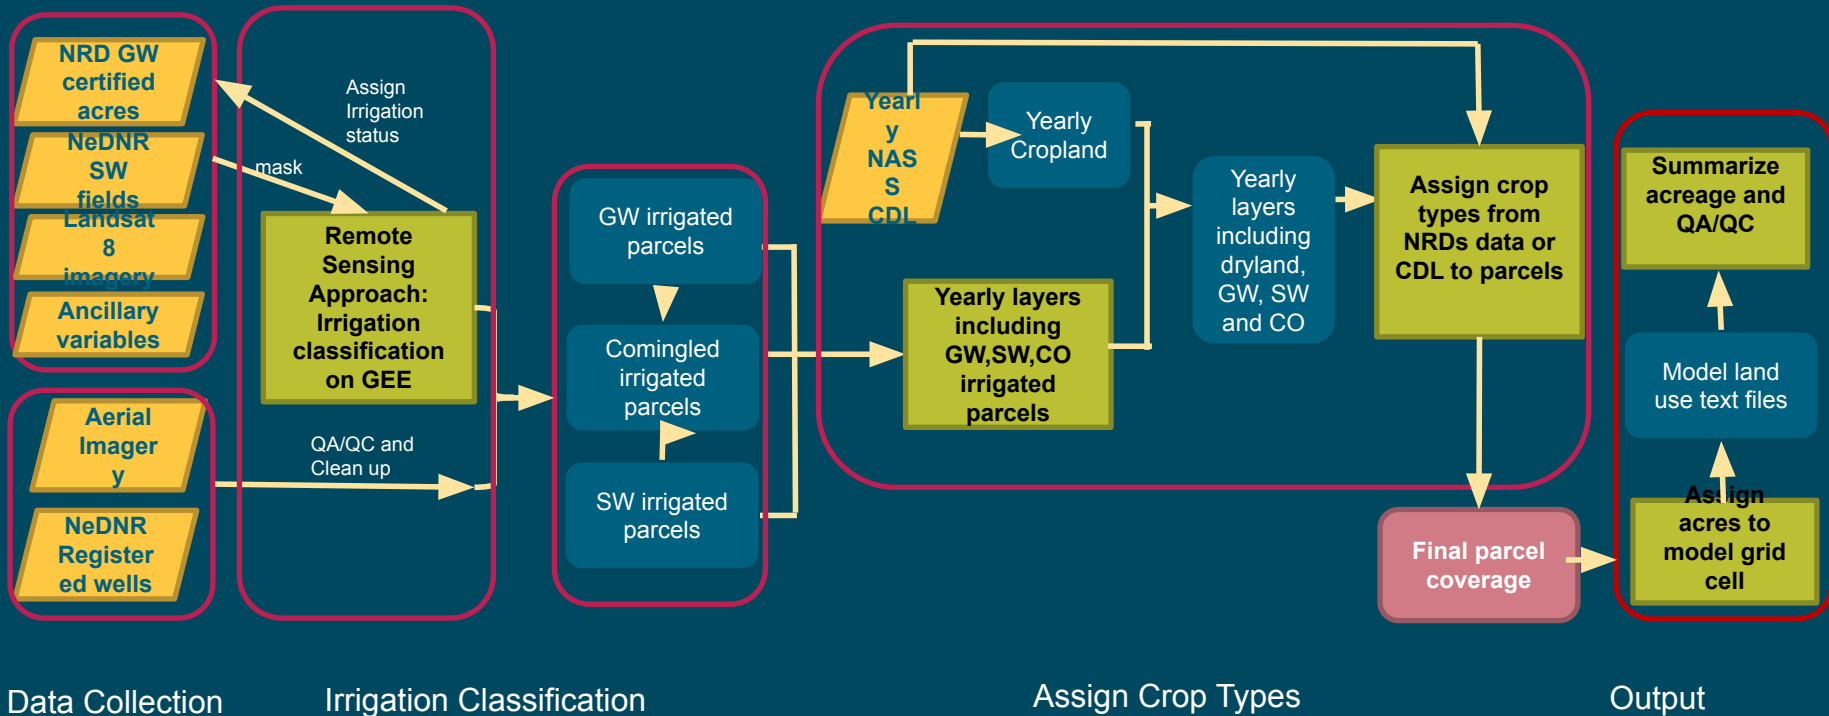 NRD GW
certified
acres
NeDNR
SW
fields
Landsat
8
imagery
Ancillary
variables
Aerial
Imager
y
NeDNR
Register
ed wells
Assign
Irrigation
status
mask
Remote
Sensing
Approach:
Irrigation
classification
on GEE
QA/QC and
Clean up
GW irrigated
parcels
Comingled
irrigated
parcels
SW irrigated
parcels
Yearl
y
NAS
S
CDL
Yearly
Cropland
Yearly layers
including
GW,SW,CO
irrigated
parcels
Yearly
layers
including
dryland,
GW, SW
and CO
Assign crop
types from
NRDs data or
CDL to parcels
Final parcel
coverage
Summarize
acreage and
QA/QC
Model land
use text files
Assign
acres to
model grid
cell
Data Collection
Irrigation Classification
Assign Crop Types
Output